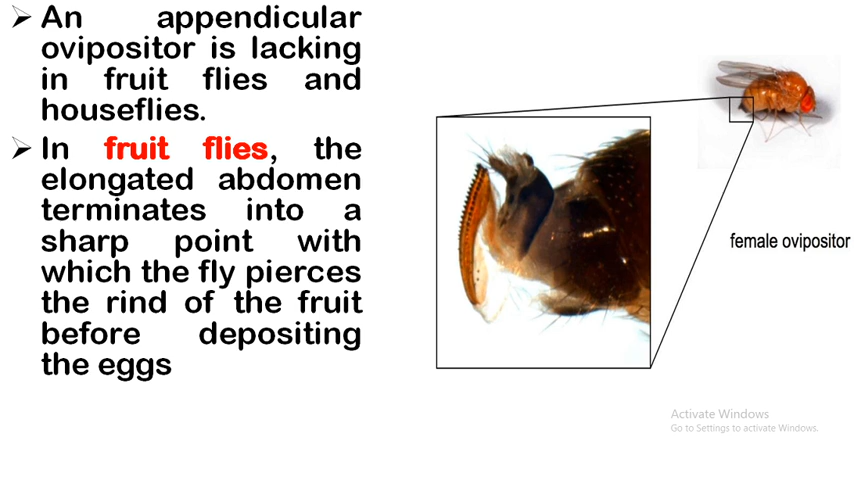 ➢ An appendicular
ovipositor is lacking
in fruit flies and
houseflies.
➢ In fruit flies, the
elongated abdomen
terminates into a
sharp point with
which the fly pierces
the rind of the fruit
before depositing
the eggs
female ovipositor
Activate Windows
Go to Settings to activate Windows.